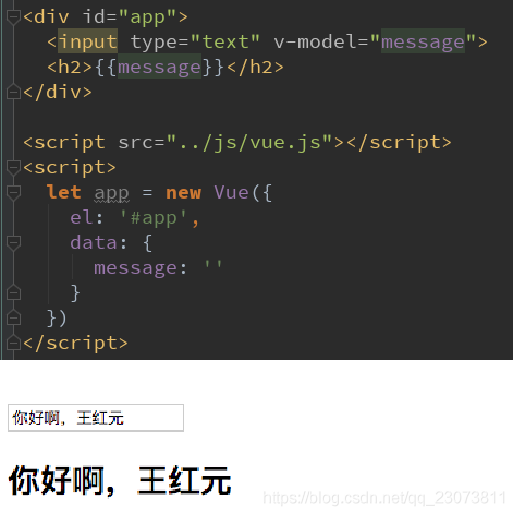 <div id="app">
  <input type="text" v-model="message">
  <h2>{{message}}</h2>
</div>
<script src="../js/vue.js"></script>
<script>
  let app = new Vue({
    el: '#app',
    data: {
      message: ''
    }
  })
</script>
你好啊，王红元
你好啊，王红元
https://blog.csdn.net/qq_23073811